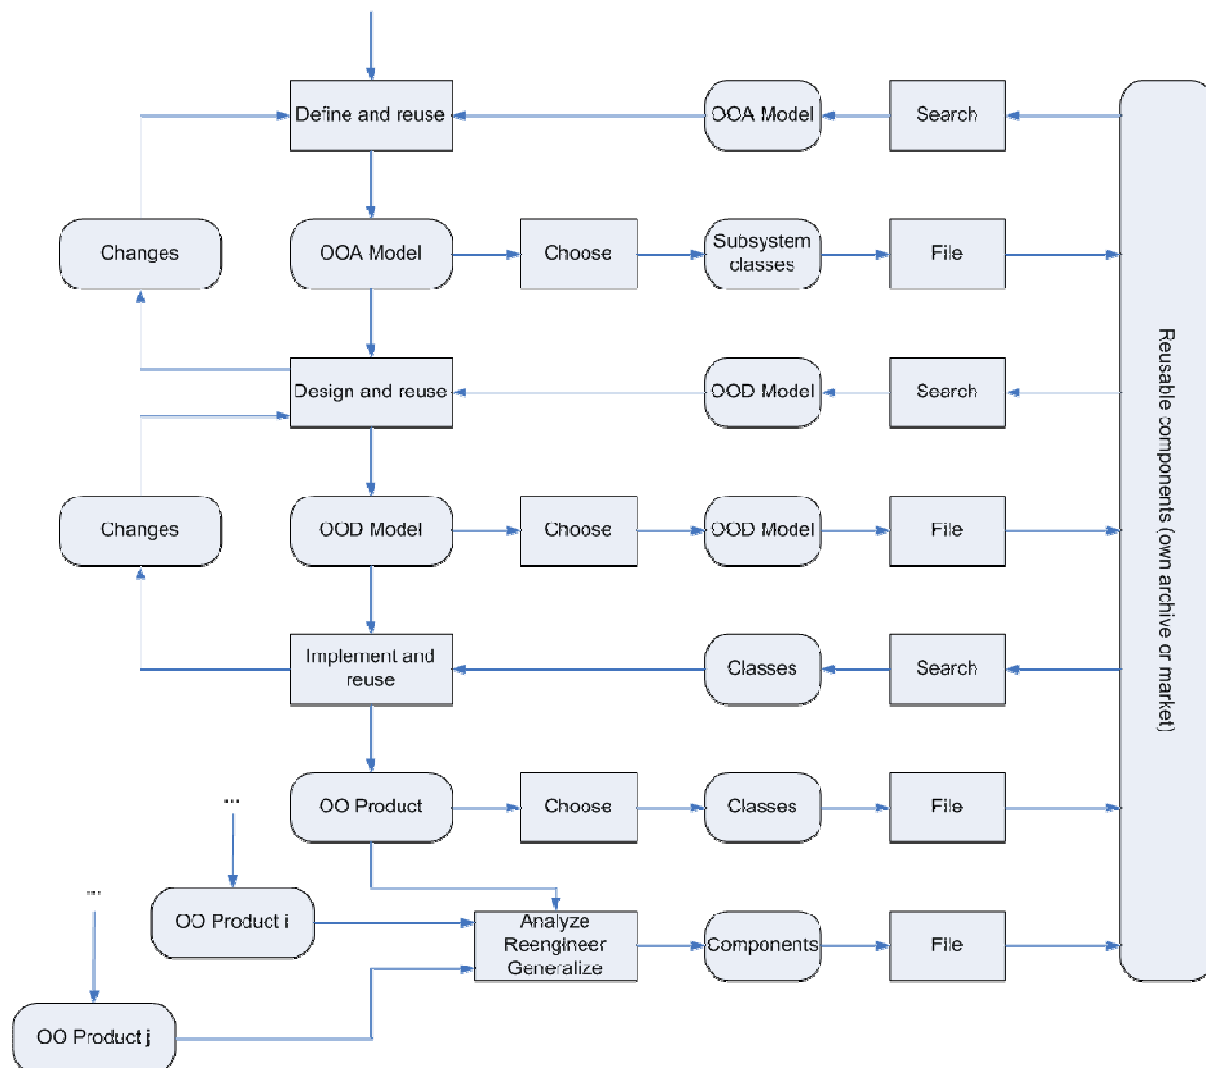 Define and reuse
OOA Model
Search
Changes
OOA Model
Choose
Subsystem
classes
File
Design and reuse
OOD Model
Search
Reusable components (own archive or market)
Changes
OOD Model
Choose
OOD Model
File
Implement and
reuse
Classes
Search
...
OO Product
Choose
Classes
File
...
OO Product i
Analyze
Reengineer
Generalize
Components
File
OO Product j